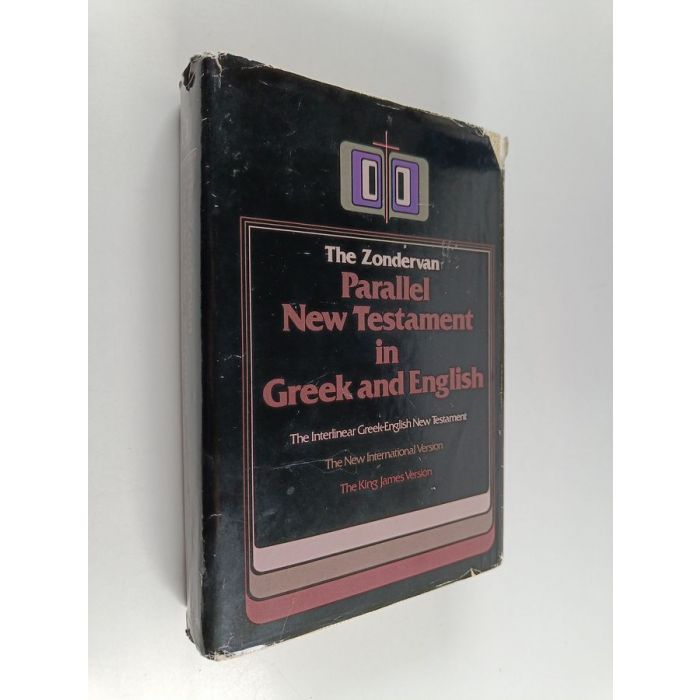 The Zondervan
Parallel
New Testament
in
Greek and English
The Interlinear Greek-English New Testament
The New International Version
The King James Version